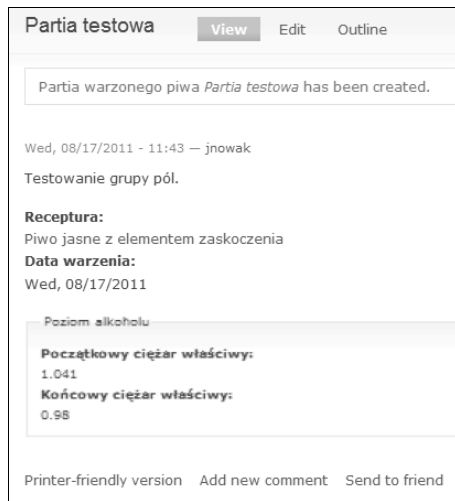 Partia testowa View Edit Outline
Partia warzonego piwa Partia testowa has been created.
Wed, 08/17/2011 - 11:43 — jnowak
Testowanie grupy pól.
Receptura:
Piwo jasne z elementem zaskoczenia
Data warzenia:
Wed, 08/17/2011
Poziom alkoholu
Początkowy ciężar właściwy:
1.041
Końcowy ciężar właściwy:
0.98
Printer-friendly version Add new comment Send to friend